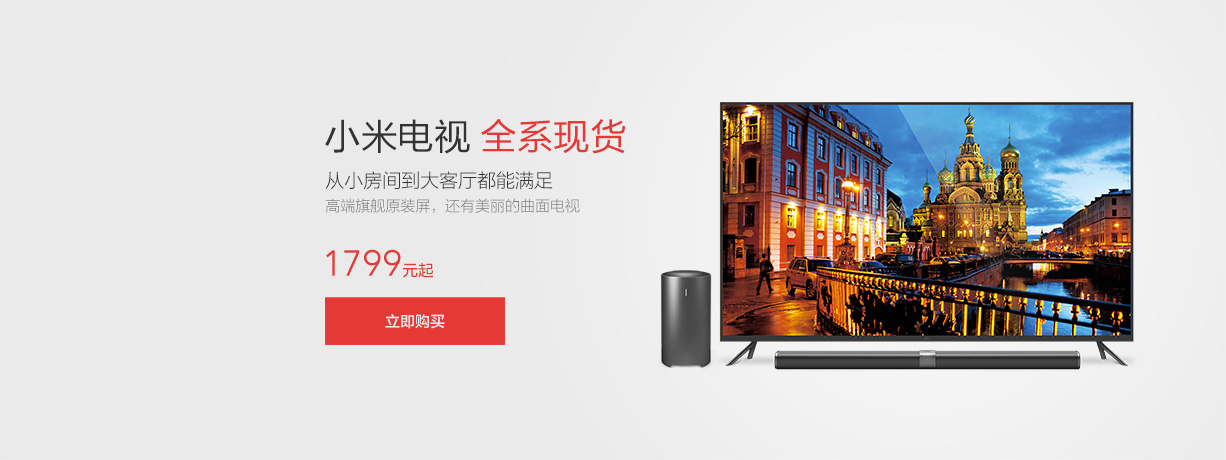 小米电视 全系现货
从小房间到大客厅都能满足
高端旗舰原装屏，还有美丽的曲面电视
1799元起
立即购买